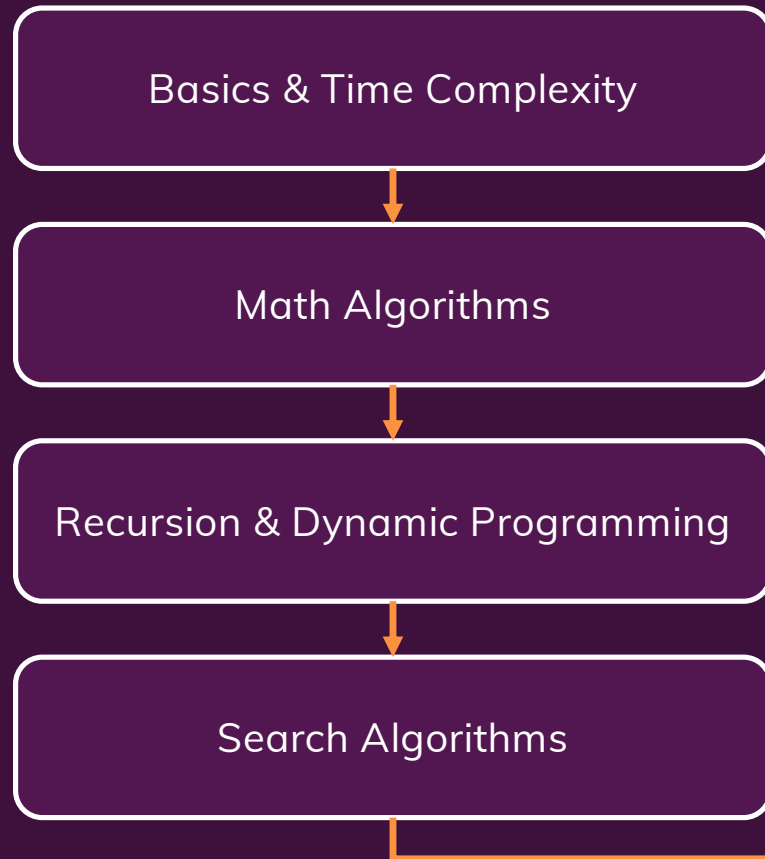 Basics & Time Complexity
Math Algorithms
Recursion & Dynamic Programming
Search Algorithms